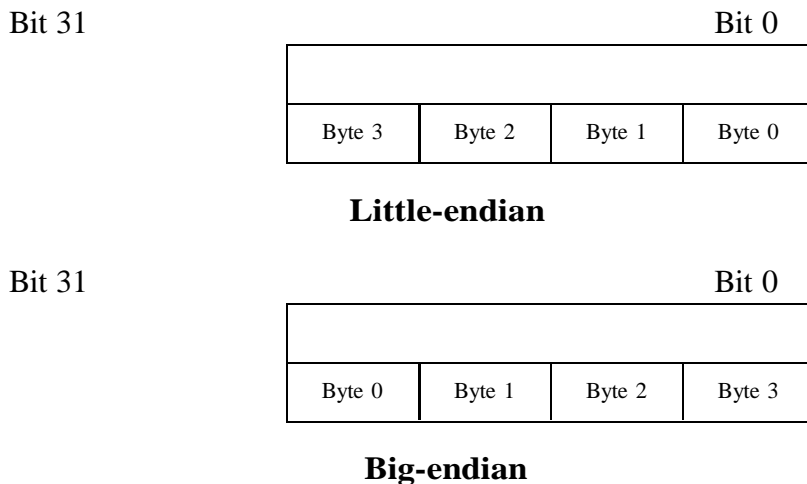 Bit 31 Bit 0
Byte 3 Byte 2 Byte 1 Byte 0
Little-endian
Bit 31 Bit 0
Byte 0 Byte 1 Byte 2 Byte 3
Big-endian